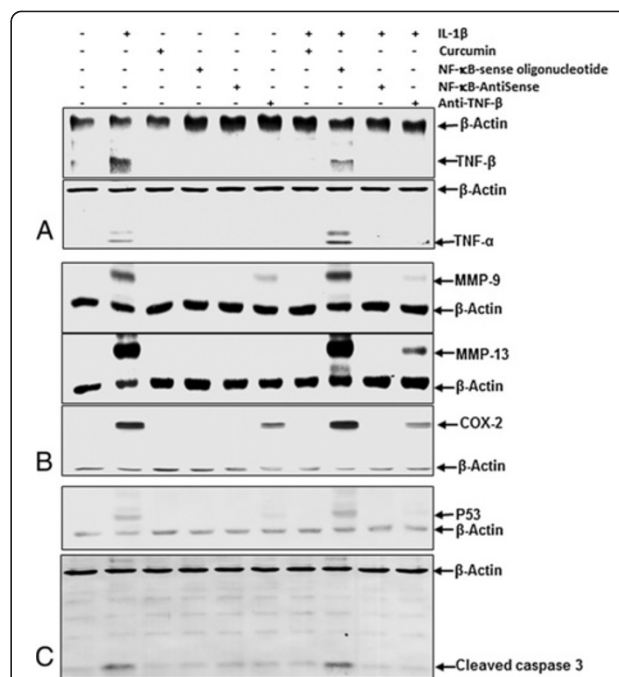 - + - - - - + + + + IL-1β
- - + - - - + - - - Curcumin
- - - + - - - + - - NF-κB-sense oligonucleotide
- - - - + - - - + - NF-κB-AntiSense
- - - - - + - - - + Anti-TNF-β
β-Actin
TNF-β
β-Actin
A
TNF-α
MMP-9
β-Actin
MMP-13
β-Actin
COX-2
B
β-Actin
P53
β-Actin
β-Actin
C
Cleaved caspase 3